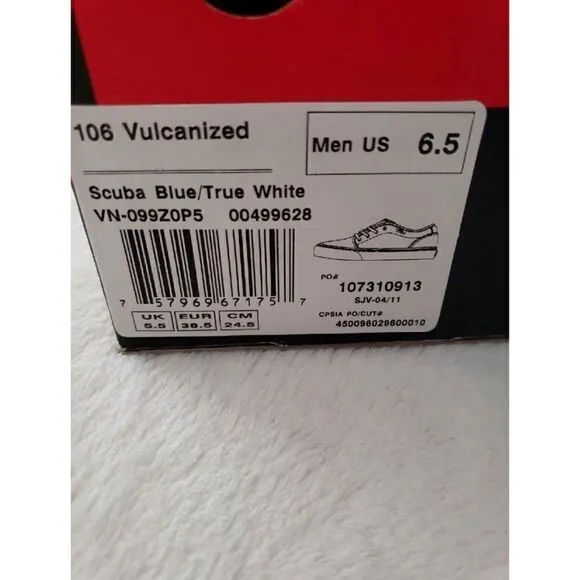 106 Vulcanized
Men US 6.5
Scuba Blue/True White
VN-099Z0P5 00499628
PO# 107310913
SJV-04/11
7 57969 67175 7
UK EUR CM
5.5 38.5 24.5
CPSIA PO/CUT#
450096029600010